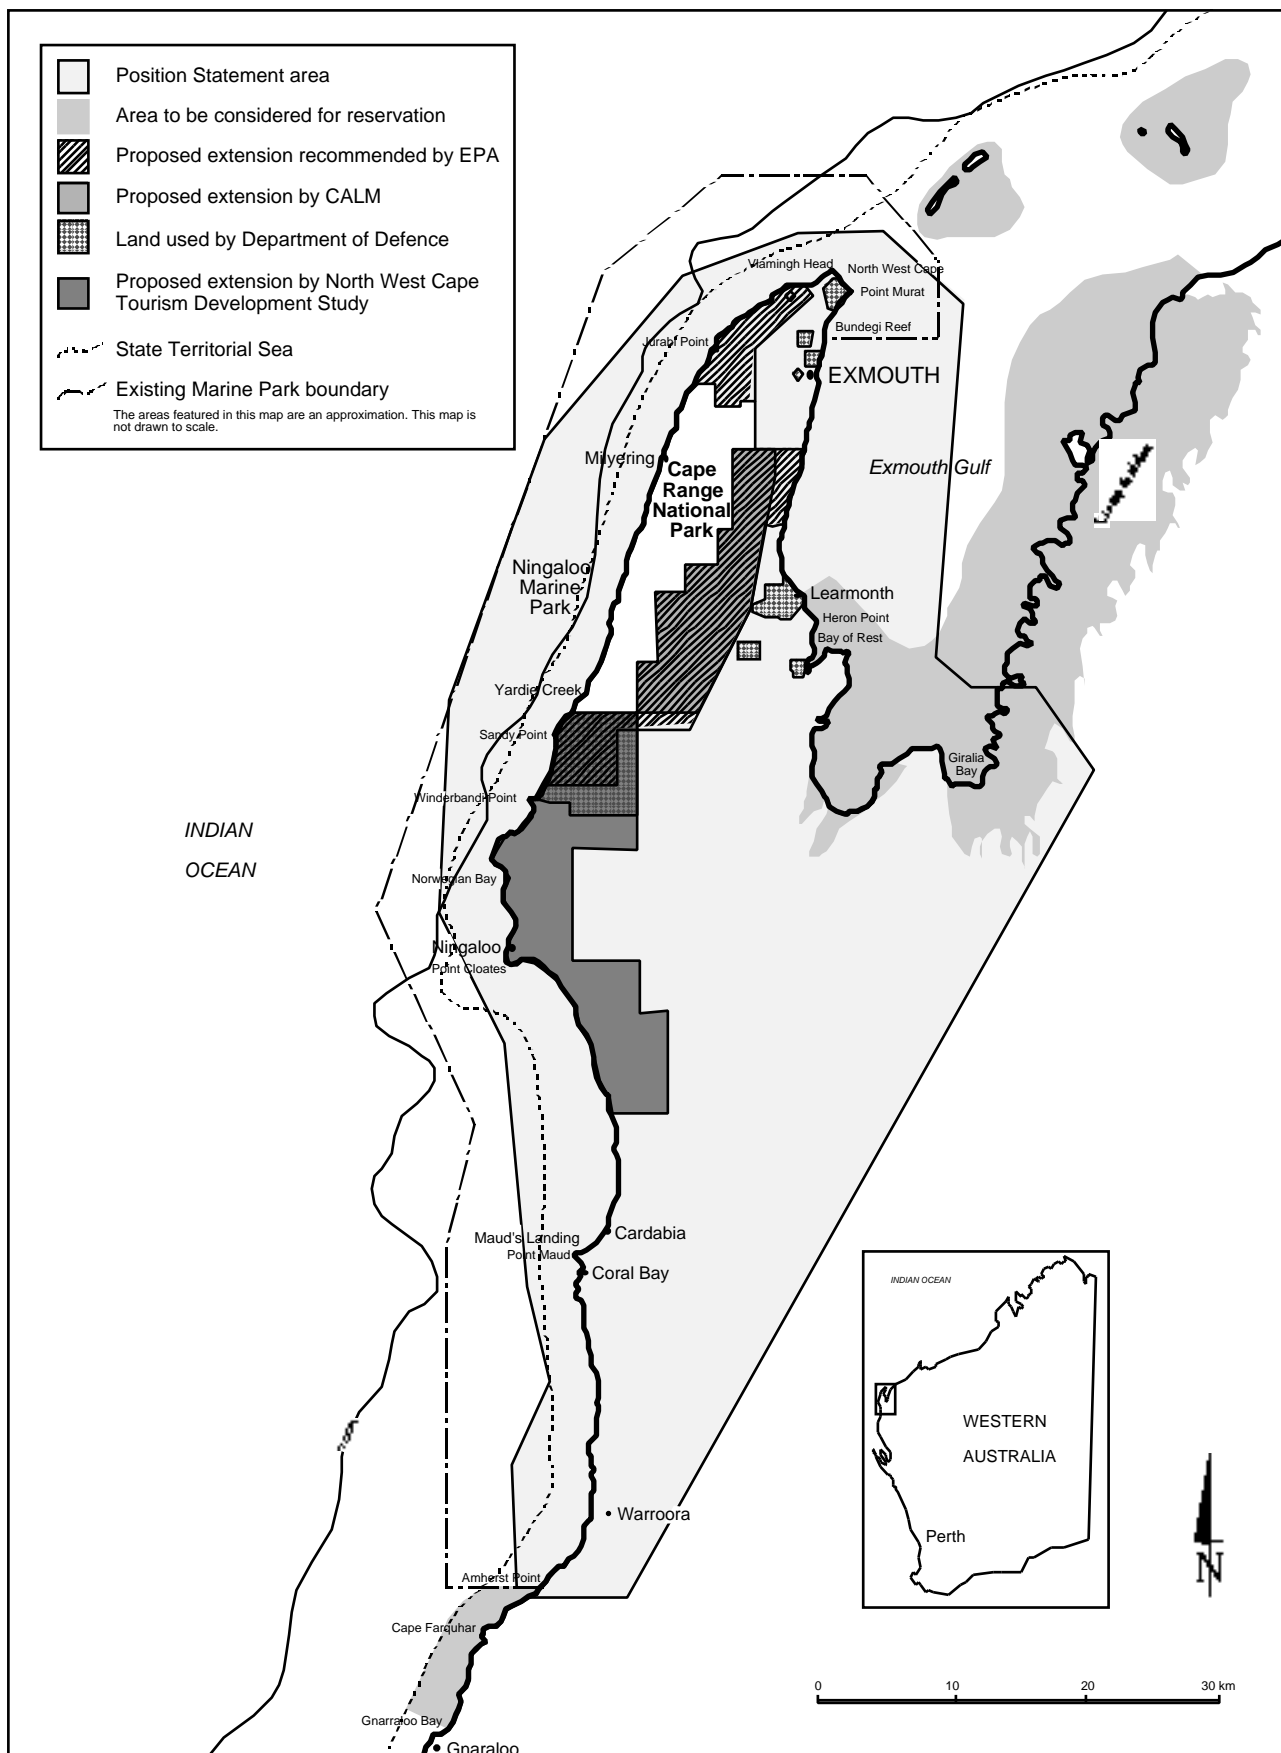 Position Statement area
Area to be considered for reservation
Proposed extension recommended by EPA
Proposed extension by CALM
Land used by Department of Defence
Proposed extension by North West Cape
Tourism Development Study
State Territorial Sea
Existing Marine Park boundary
The areas featured in this map are an approximation. This map is
not drawn to scale.
Vlamingh Head
North West Cape
Point Murat
Bundegi Reef
Jurabi Point
EXMOUTH
Milyering
Cape
Range
National
Park
Exmouth Gulf
Ningaloo
Marine
Park
Learmonth
Heron Point
Bay of Rest
Yardie Creek
Sandy Point
Giralia
Bay
Winderbandi Point
INDIAN
OCEAN
Norwegian Bay
Ningaloo
Point Cloates
Cardabia
Maud's Landing
Point Maud
Coral Bay
INDIAN OCEAN
WESTERN
AUSTRALIA
Perth
Warroora
N
Amherst Point
Cape Farquhar
0 10 20 30 km
Gnarraloo Bay
Gnaraloo